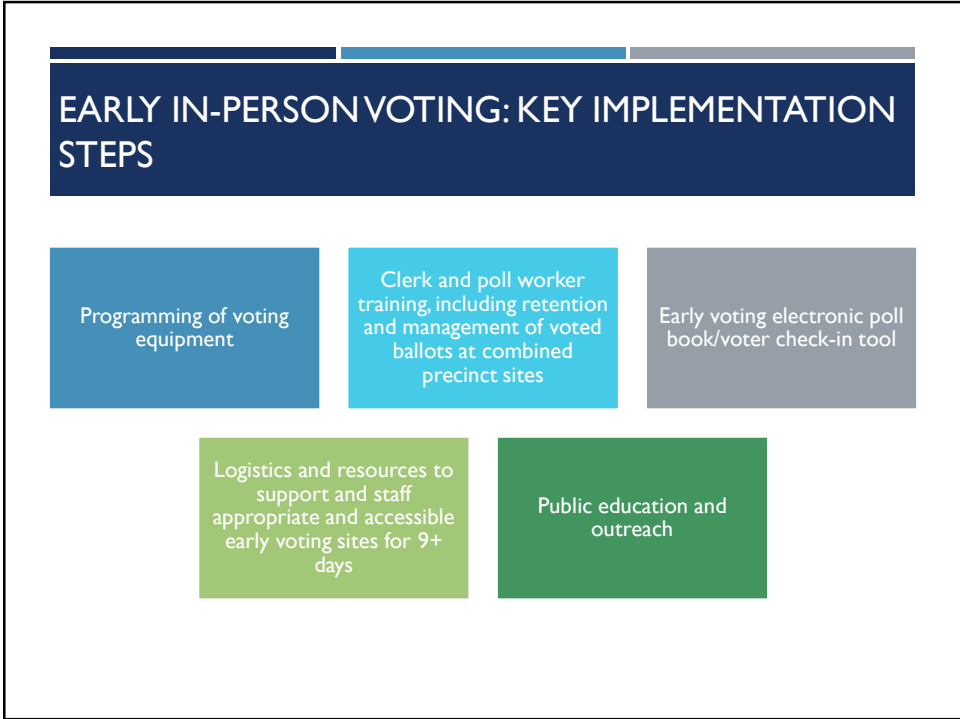 EARLY IN-PERSON VOTING: KEY IMPLEMENTATION
STEPS
Programming of voting
equipment
Clerk and poll worker
training, including retention
and management of voted
ballots at combined
precinct sites
Early voting electronic poll
book/voter check-in tool
Logistics and resources to
support and staff
appropriate and accessible
early voting sites for 9+
days
Public education and
outreach